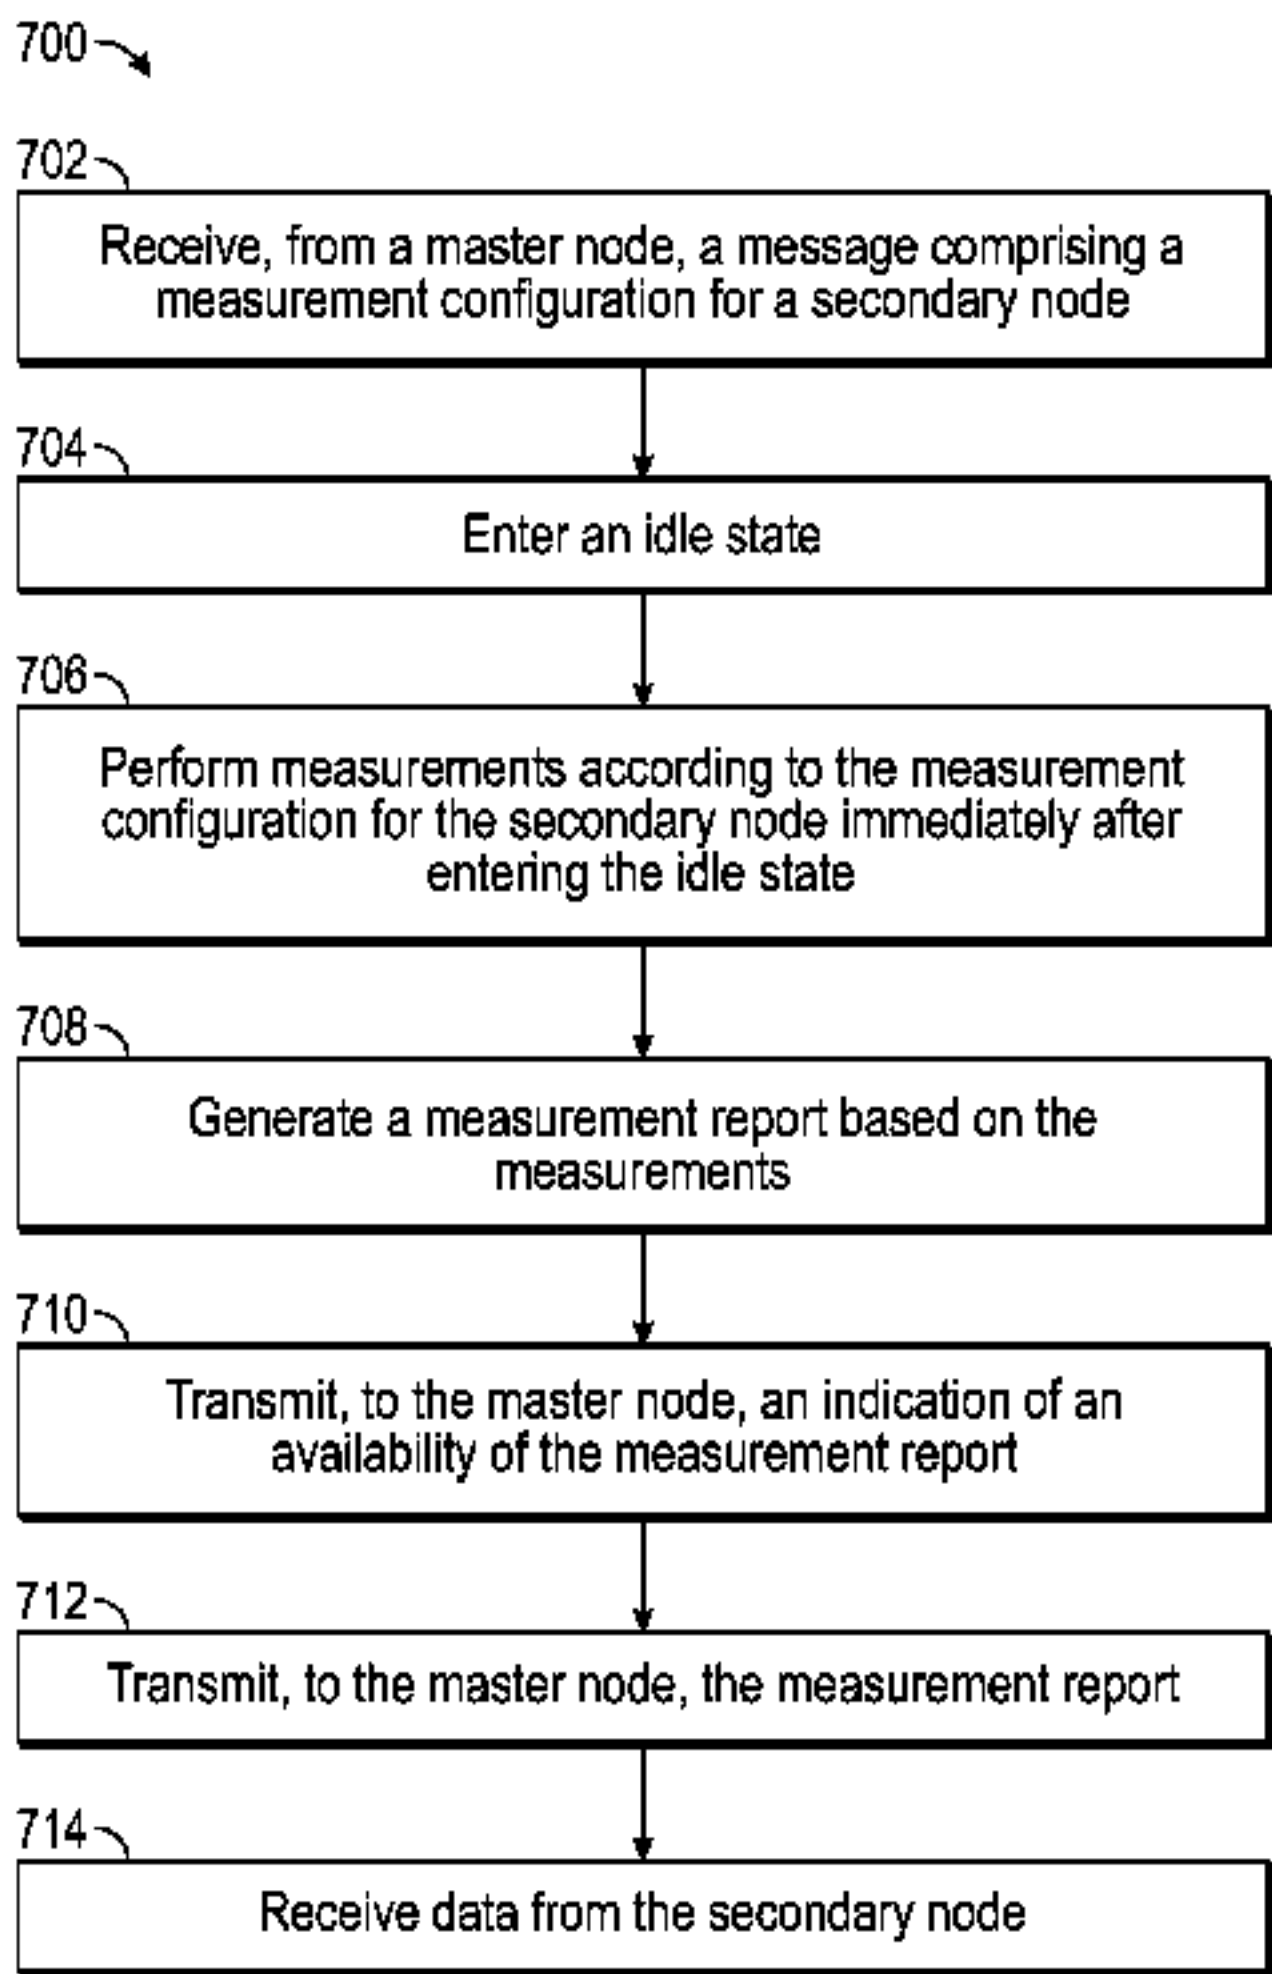 700
702
Receive, from a master node, a message comprising a
measurement configuration for a secondary node
704
Enter an idle state
706
Perform measurements according to the measurement
configuration for the secondary node immediately after
entering the idle state
708
Generate a measurement report based on the
measurements
710
Transmit, to the master node, an indication of an
availability of the measurement report
712
Transmit, to the master node, the measurement report
714
Receive data from the secondary node